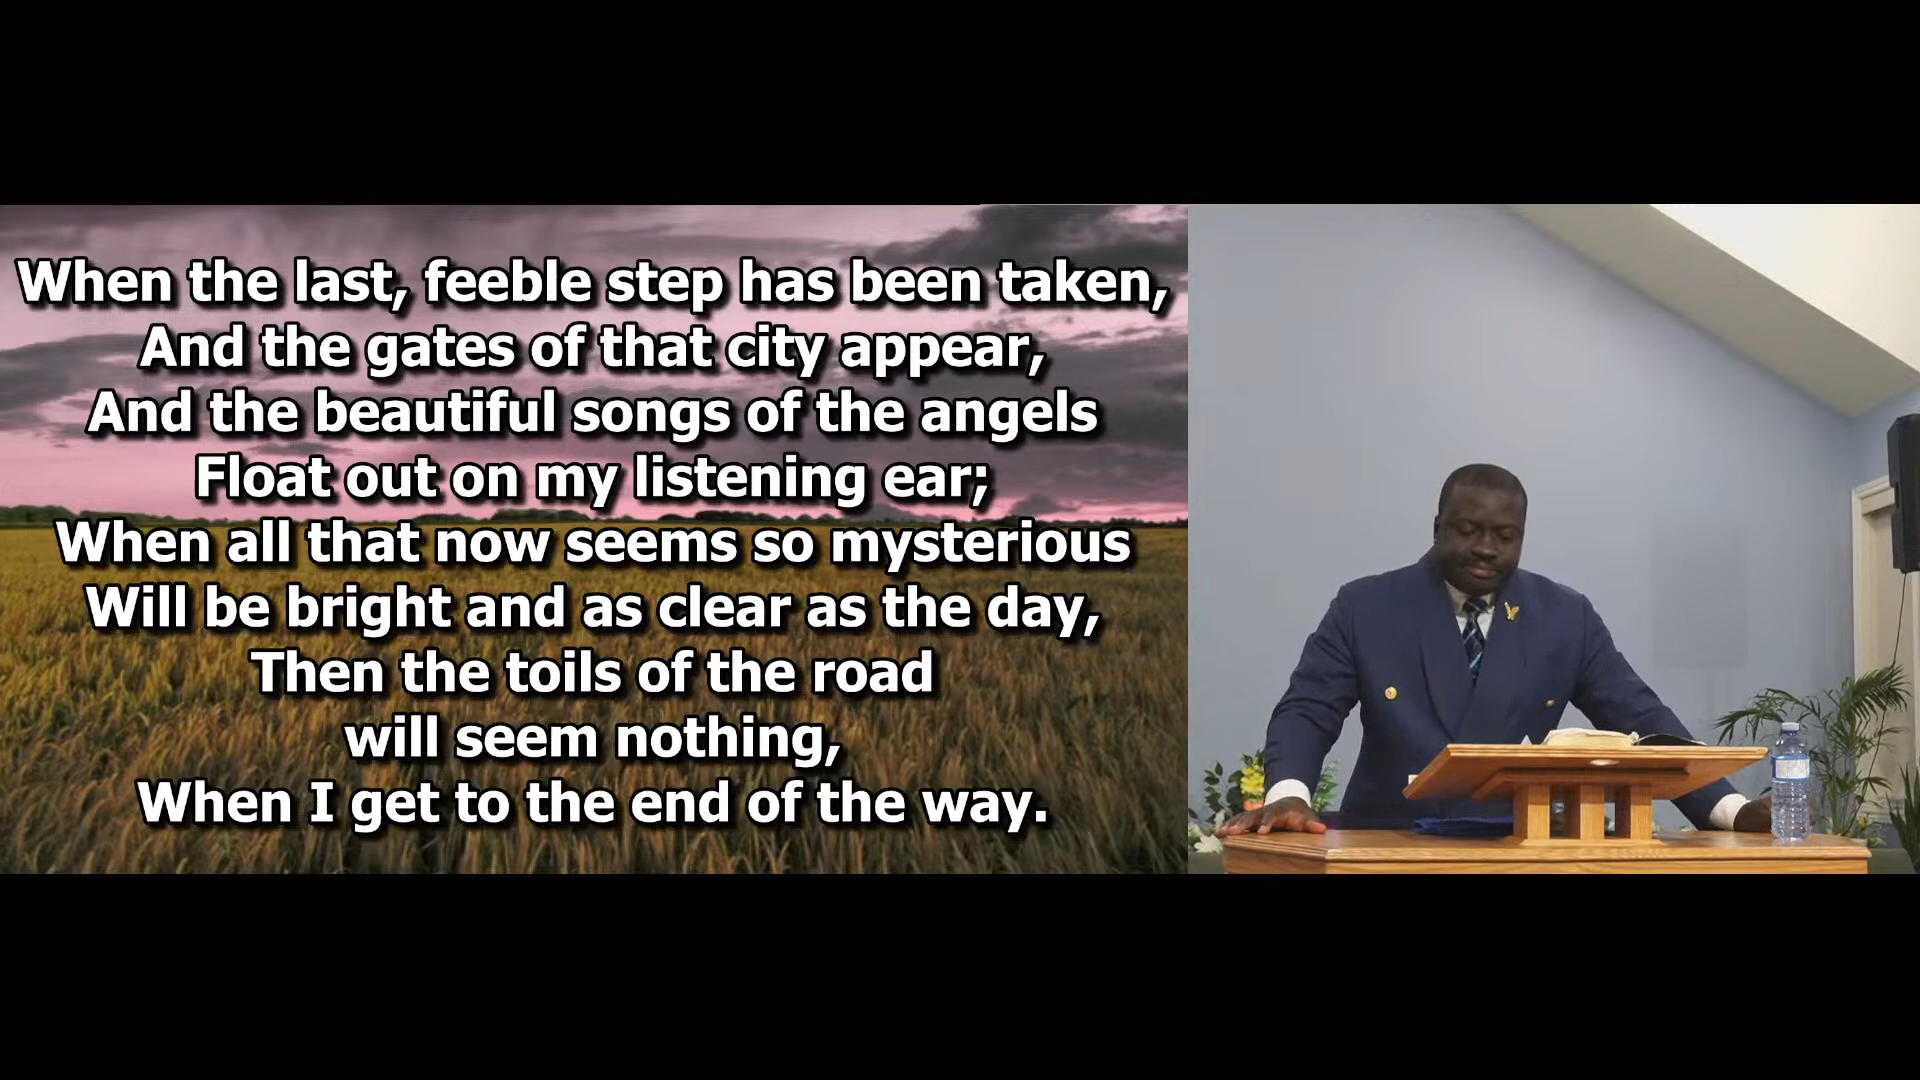 When the last, feeble step has been taken,
And the gates of that city appear,
And the beautiful songs of the angels
Float out on my listening ear;
When all that now seems so mysterious
Will be bright and as clear as the day,
Then the toils of the road
will seem nothing,
When I get to the end of the way.